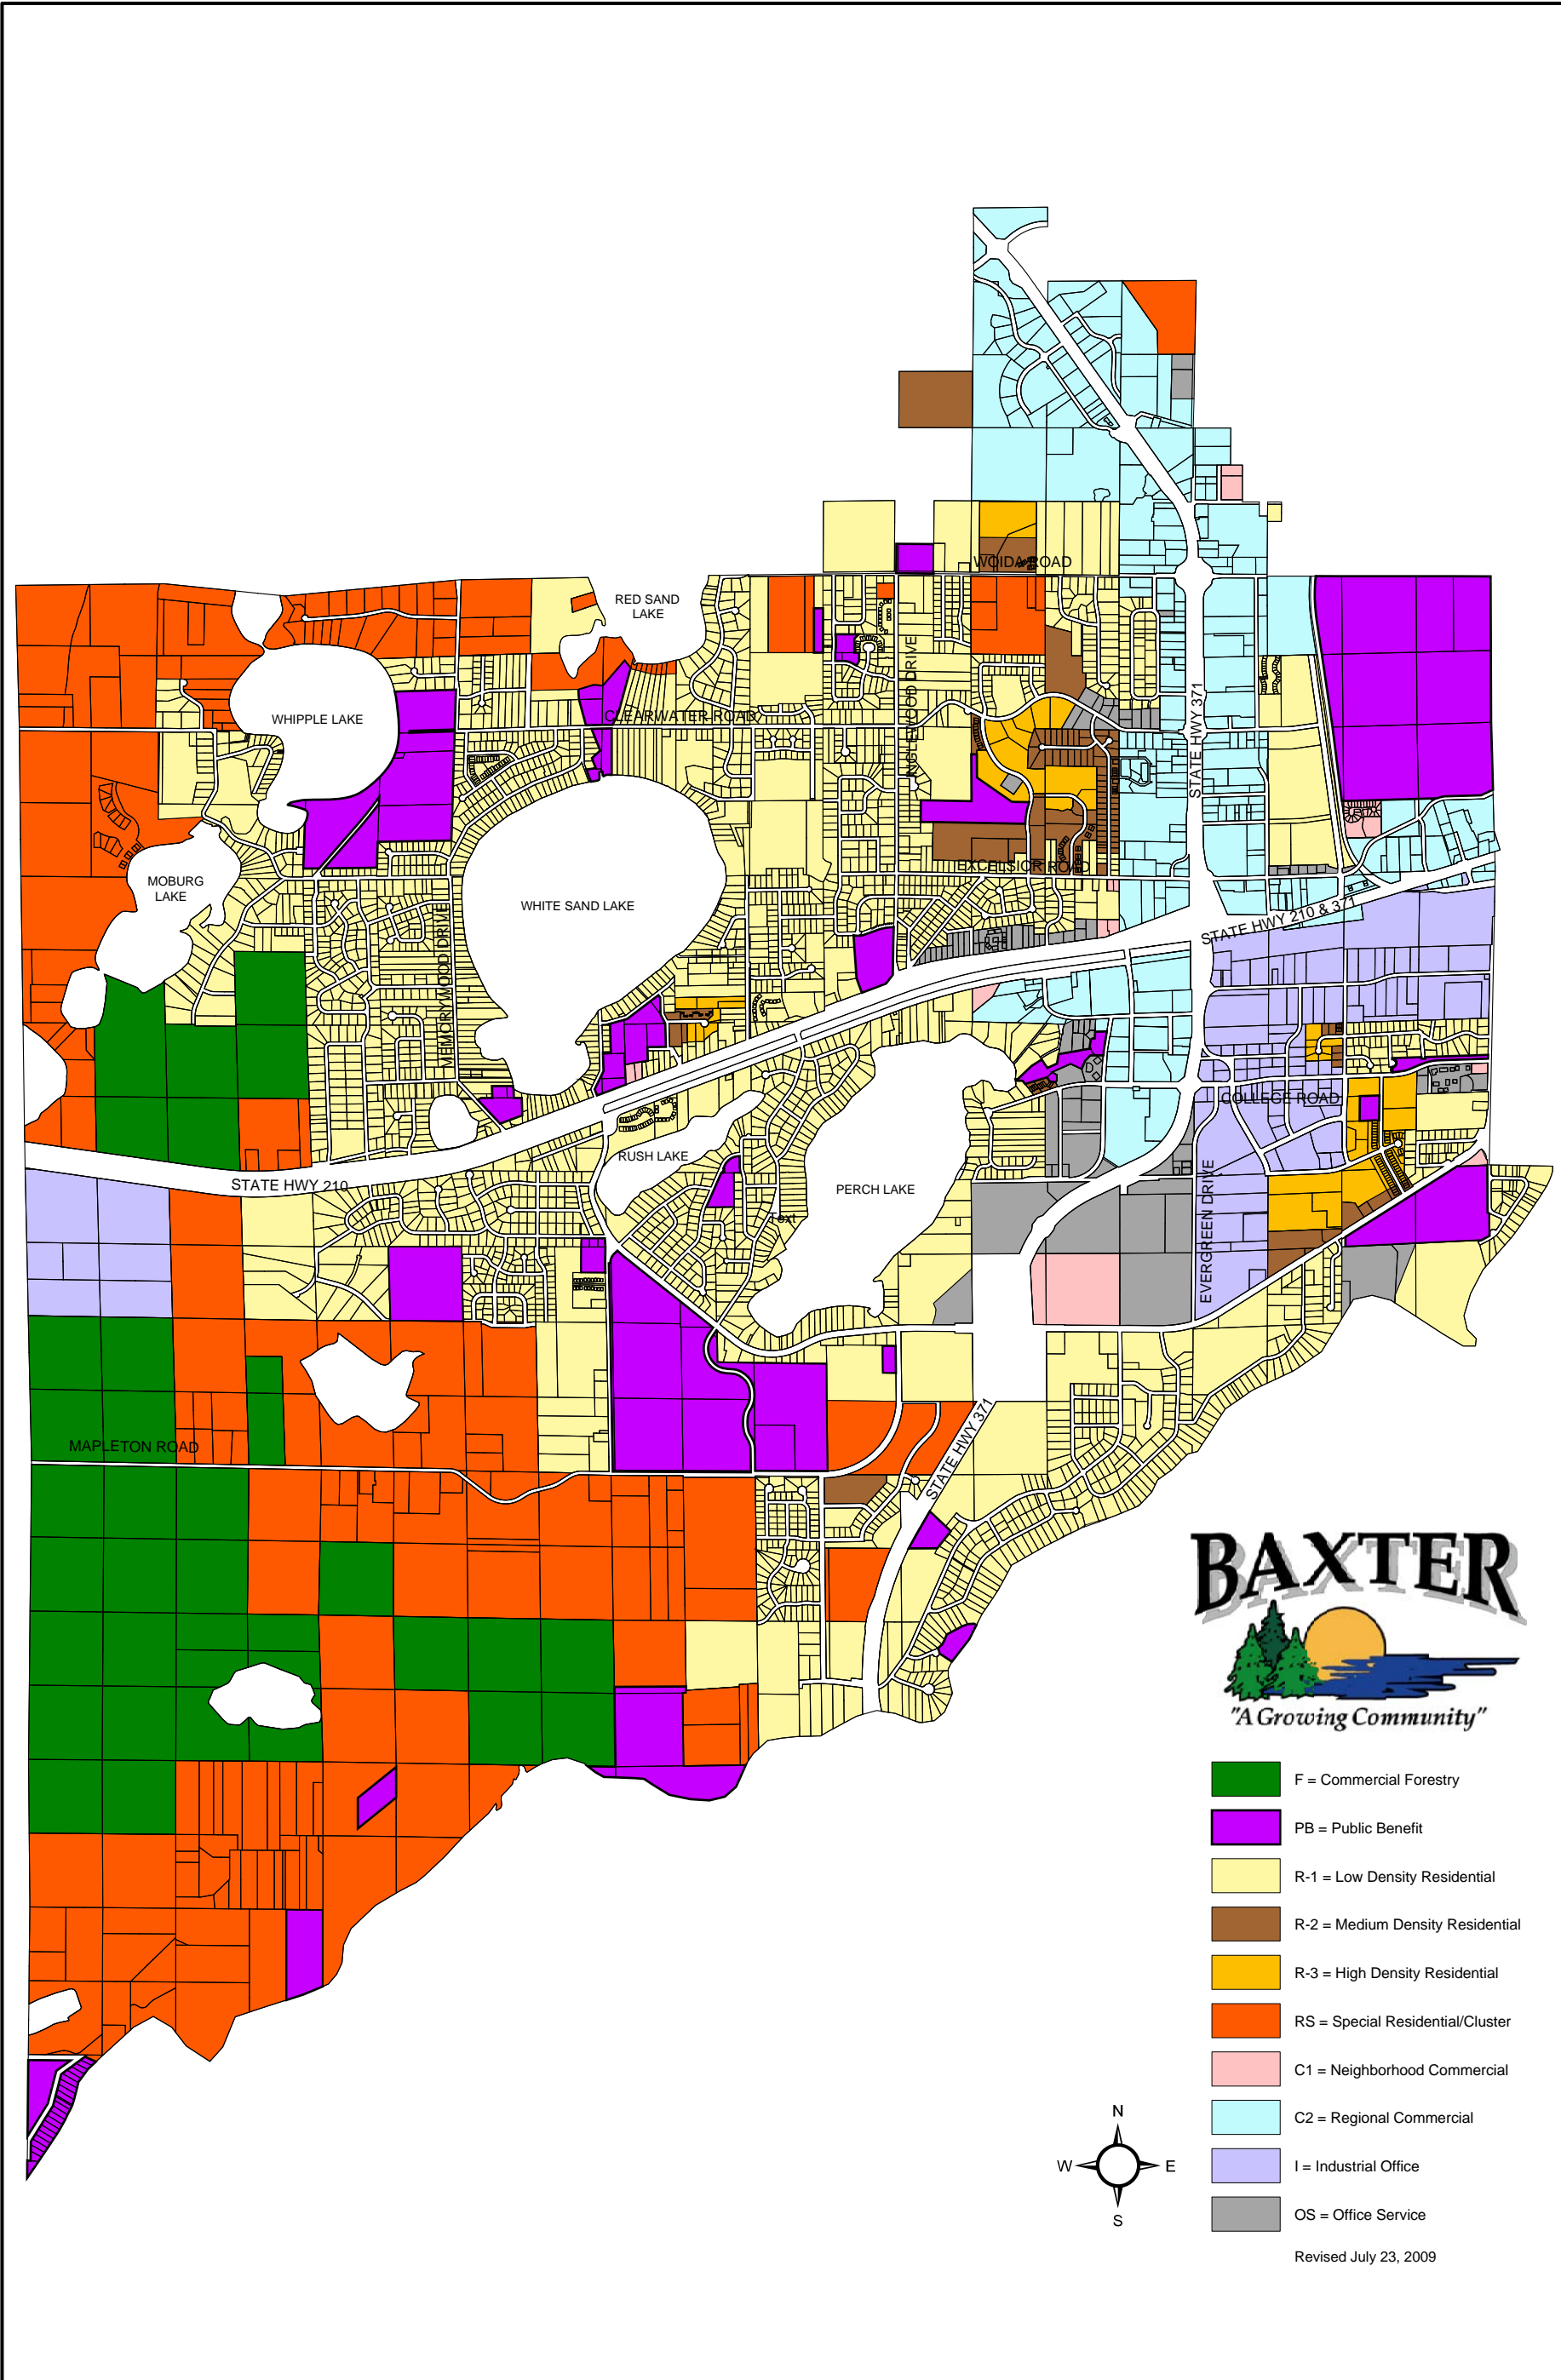 WOIDA ROAD
RED SAND
LAKE
INGLEWOOD DRIVE
WHIPPLE LAKE
CLEARWATER ROAD
STATE HWY 371
EXCELSIOR ROAD
MOBURG
LAKE
WHITE SAND LAKE
STATE HWY 210 & 371
MEMORYWOOD DRIVE
COLLEGE ROAD
RUSH LAKE
STATE HWY 210
PERCH LAKE
Text
EVERGREEN DRIVE
STATE HWY 371
MAPLETON ROAD
BAXTER
"A Growing Community"
F = Commercial Forestry
PB = Public Benefit
R-1 = Low Density Residential
R-2 = Medium Density Residential
R-3 = High Density Residential
RS = Special Residential/Cluster
C1 = Neighborhood Commercial
C2 = Regional Commercial
I = Industrial Office
OS = Office Service
Revised July 23, 2009
N
W E
S